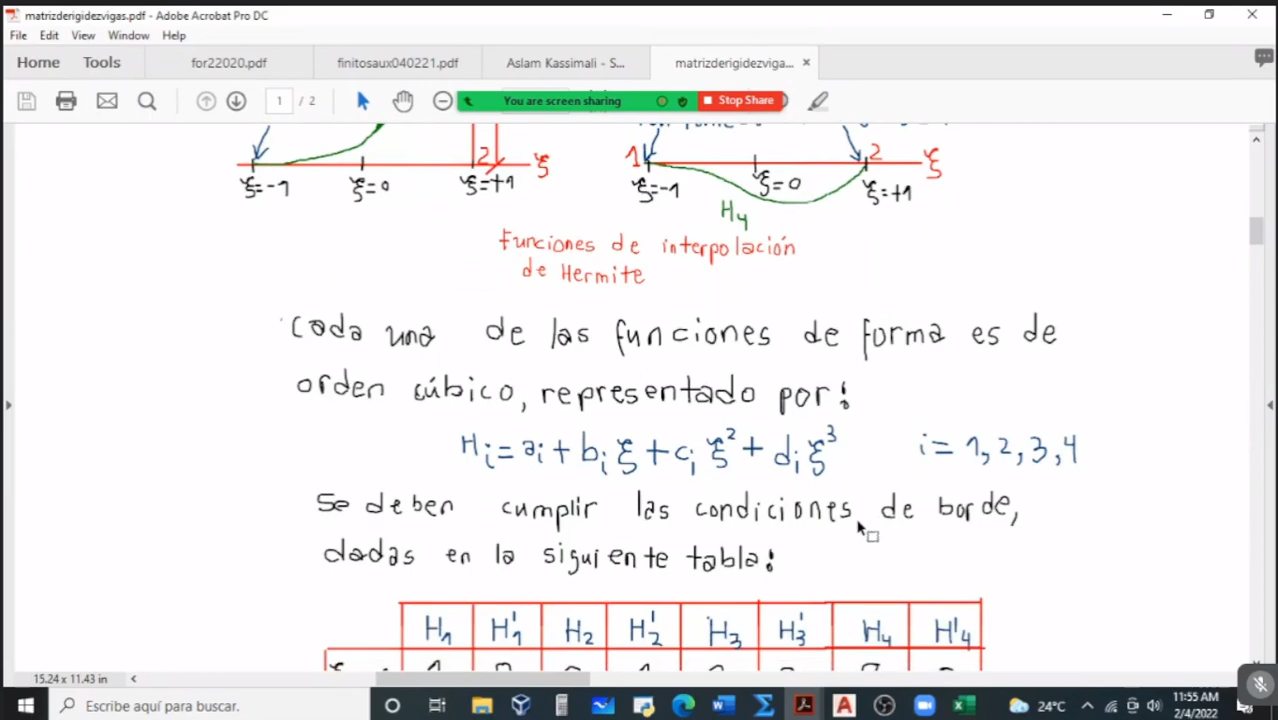 matrizderigidezvigas.pdf - Adobe Acrobat Pro DC
File Edit View Window Help
Home Tools for22020.pdf finitosaux040221.pdf Aslam Kassimali - S... matrizderigidezviga... ×
1 / 2 You are screen sharing Stop Share
2 ξ 1 2 ξ
ξ=-1 ξ=0 ξ=+1 ξ=-1 ξ=0 ξ=+1
H₄
Funciones de interpolación
de Hermite
Cada una de las funciones de forma es de
orden cúbico, representado por:
Hᵢ = aᵢ + bᵢ ξ + cᵢ ξ² + dᵢ ξ³ i = 1,2,3,4
Se deben cumplir las condiciones de borde,
dadas en la siguiente tabla:
H₁ H'₁ H₂ H'₂ H₃ H'₃ H₄ H'₄
15.24 x 11.43 in
Escribe aquí para buscar. 24°C 11:55 AM
2/4/2022